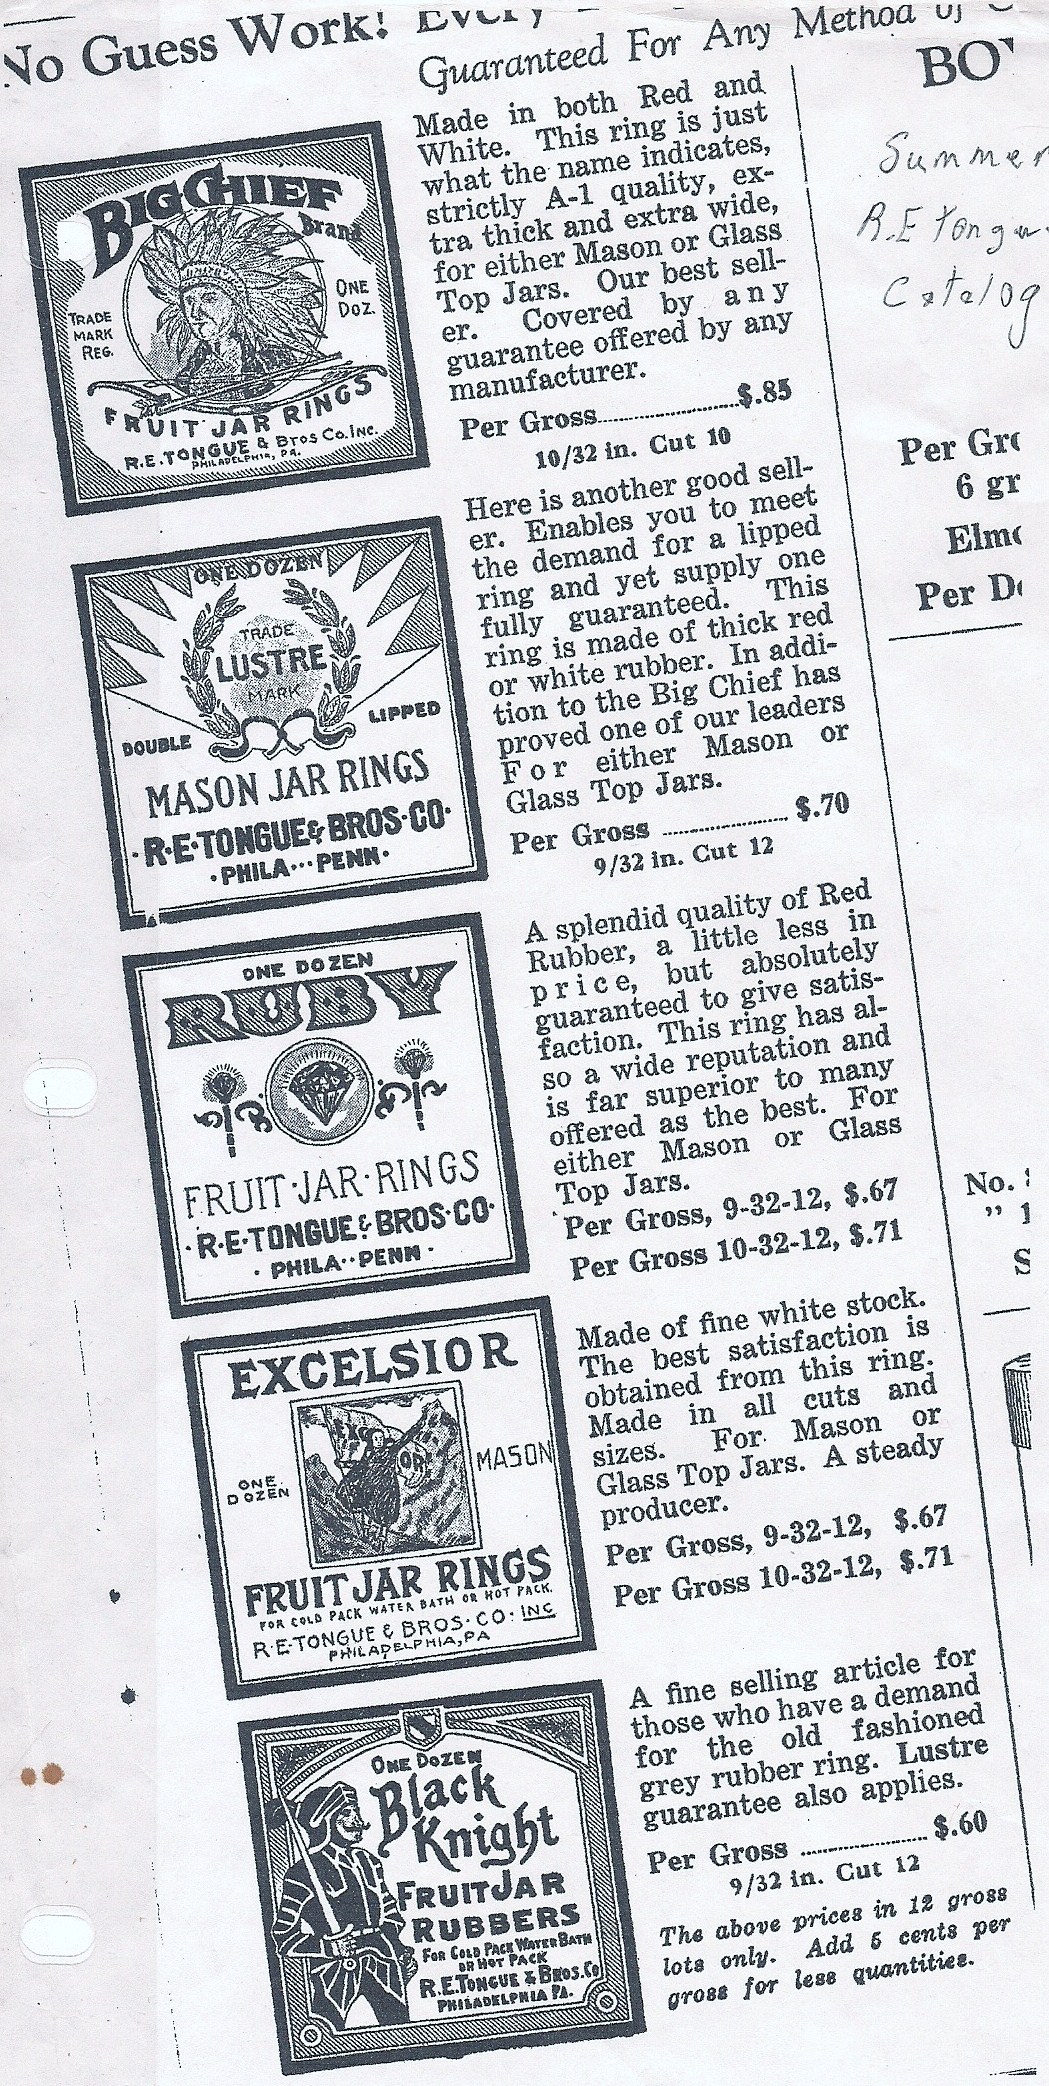 No Guess Work! Every
Guaranteed For Any Method of
BIG CHIEF
Brand
TRADE
MARK
REG.
ONE
DOZ.
FRUIT JAR RINGS
R.E. TONGUE & BROS CO. INC.
PHILADELPHIA, PA.
Made in both Red and
White. This ring is just
what the name indicates,
strictly A-1 quality, ex-
tra thick and extra wide,
for either Mason or Glass
Top Jars. Our best sell-
er. Covered by any
guarantee offered by any
manufacturer.
Per Gross..........................$.85
10/32 in. Cut 10
ONE DOZEN
TRADE
LUSTRE
MARK
DOUBLE
LIPPED
MASON JAR RINGS
·R·E·TONGUE & BROS·CO·
·PHILA···PENN·
Here is another good sell-
er. Enables you to meet
the demand for a lipped
ring and yet supply one
fully guaranteed. This
ring is made of thick red
or white rubber. In addi-
tion to the Big Chief has
proved one of our leaders
For either Mason or
Glass Top Jars.
Per Gross ........................ $.70
9/32 in. Cut 12
ONE DOZEN
RUBY
FRUIT·JAR·RINGS
·R·E·TONGUE & BROS·CO·
·PHILA··PENN·
A splendid quality of Red
Rubber, a little less in
price, but absolutely
guaranteed to give satis-
faction. This ring has al-
so a wide reputation and
is far superior to many
offered as the best. For
either Mason or Glass
Top Jars.
Per Gross, 9-32-12, $.67
Per Gross 10-32-12, $.71
EXCELSIOR
ONE
DOZEN
MASON
FRUIT JAR RINGS
FOR COLD PACK WATER BATH OR HOT PACK.
R·E·TONGUE & BROS·CO: INC
PHILADELPHIA, PA
Made of fine white stock.
The best satisfaction is
obtained from this ring.
Made in all cuts and
sizes. For Mason or
Glass Top Jars. A steady
producer.
Per Gross, 9-32-12, $.67
Per Gross 10-32-12, $.71
ONE DOZEN
Black
Knight
FRUIT JAR
RUBBERS
FOR COLD PACK WATER BATH
OR HOT PACK
R.E. TONGUE & BROS. CO
PHILADELPHIA PA.
A fine selling article for
those who have a demand
for the old fashioned
grey rubber ring. Lustre
guarantee also applies.
Per Gross ........................ $.60
9/32 in. Cut 12
The above prices in 12 gross
lots only. Add 5 cents per
gross for less quantities.
Summer
R.E Tongue
Catalog
Per Gr
6 gr
Elm
Per D
No.
" 1
S